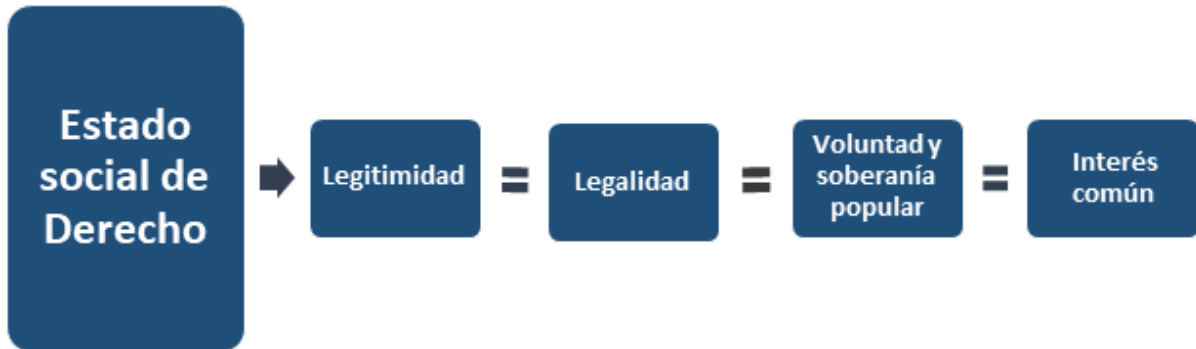 Estado
social de
Derecho
Legitimidad
=
Legalidad
=
Voluntad y
soberanía
popular
=
Interés
común